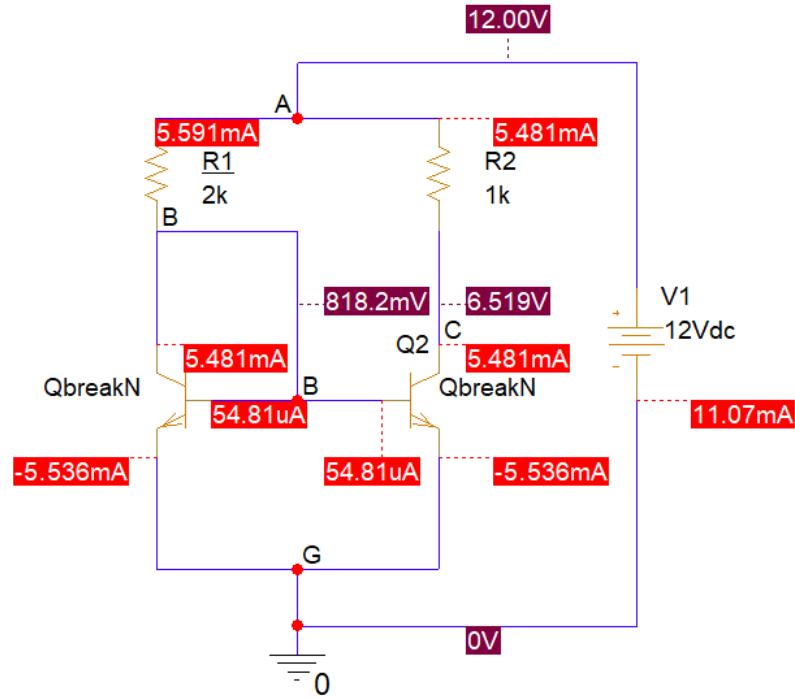 12.00V
A
5.591mA
5.481mA
R1
2k
R2
1k
B
818.2mV
6.519V
V1
12Vdc
C
Q2
5.481mA
5.481mA
QbreakN
B
QbreakN
54.81uA
11.07mA
-5.536mA
54.81uA
-5.536mA
G
0V
0